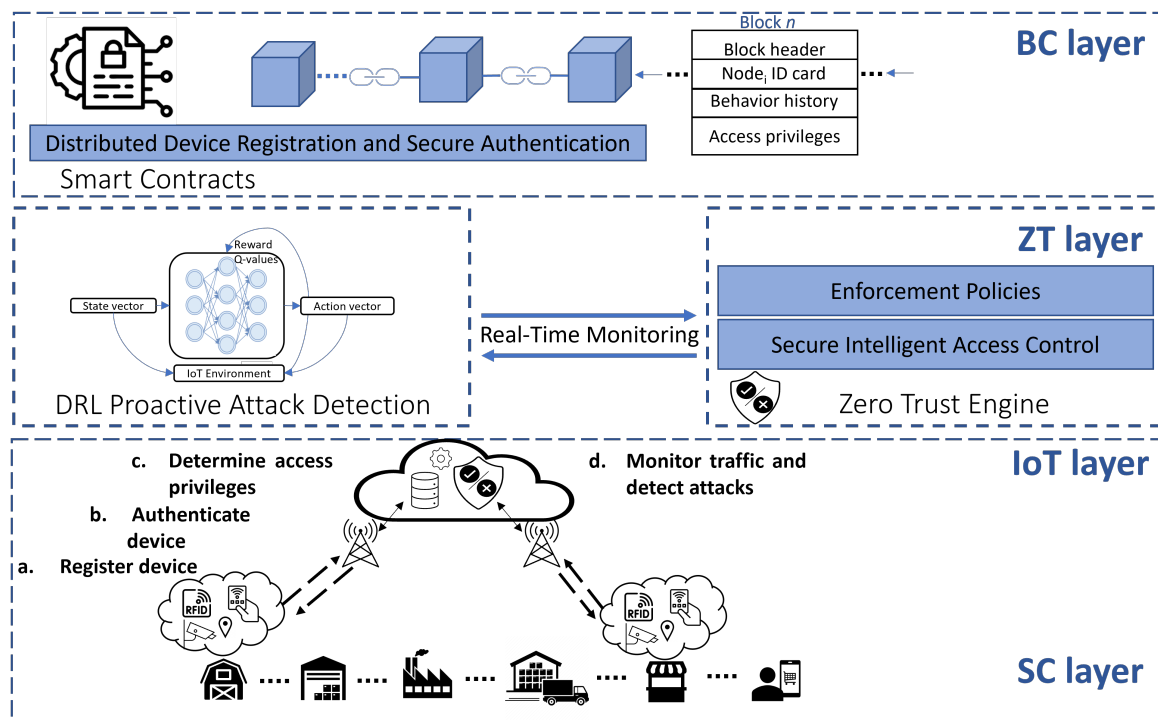 Block n
BC layer
Block header
Nodei ID card
Behavior history
Access privileges
Distributed Device Registration and Secure Authentication
Smart Contracts
ZT layer
Reward
Q-values
State vector
Action vector
IoT Environment
DRL Proactive Attack Detection
Real-Time Monitoring
Enforcement Policies
Secure Intelligent Access Control
Zero Trust Engine
IoT layer
c. Determine access
privileges
d. Monitor traffic and
detect attacks
b. Authenticate
device
a. Register device
RFID
RFID
SC layer